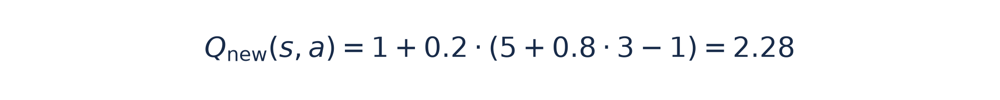 Q_new(s, a) = 1 + 0.2 · (5 + 0.8 · 3 − 1) = 2.28